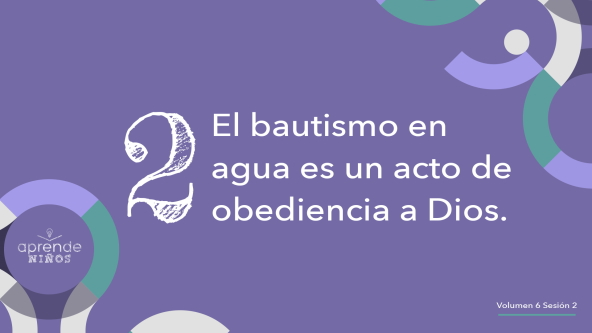 2
El bautismo en
agua es un acto de
obediencia a Dios.
aprende
NIÑOS
Volumen 6 Sesión 2